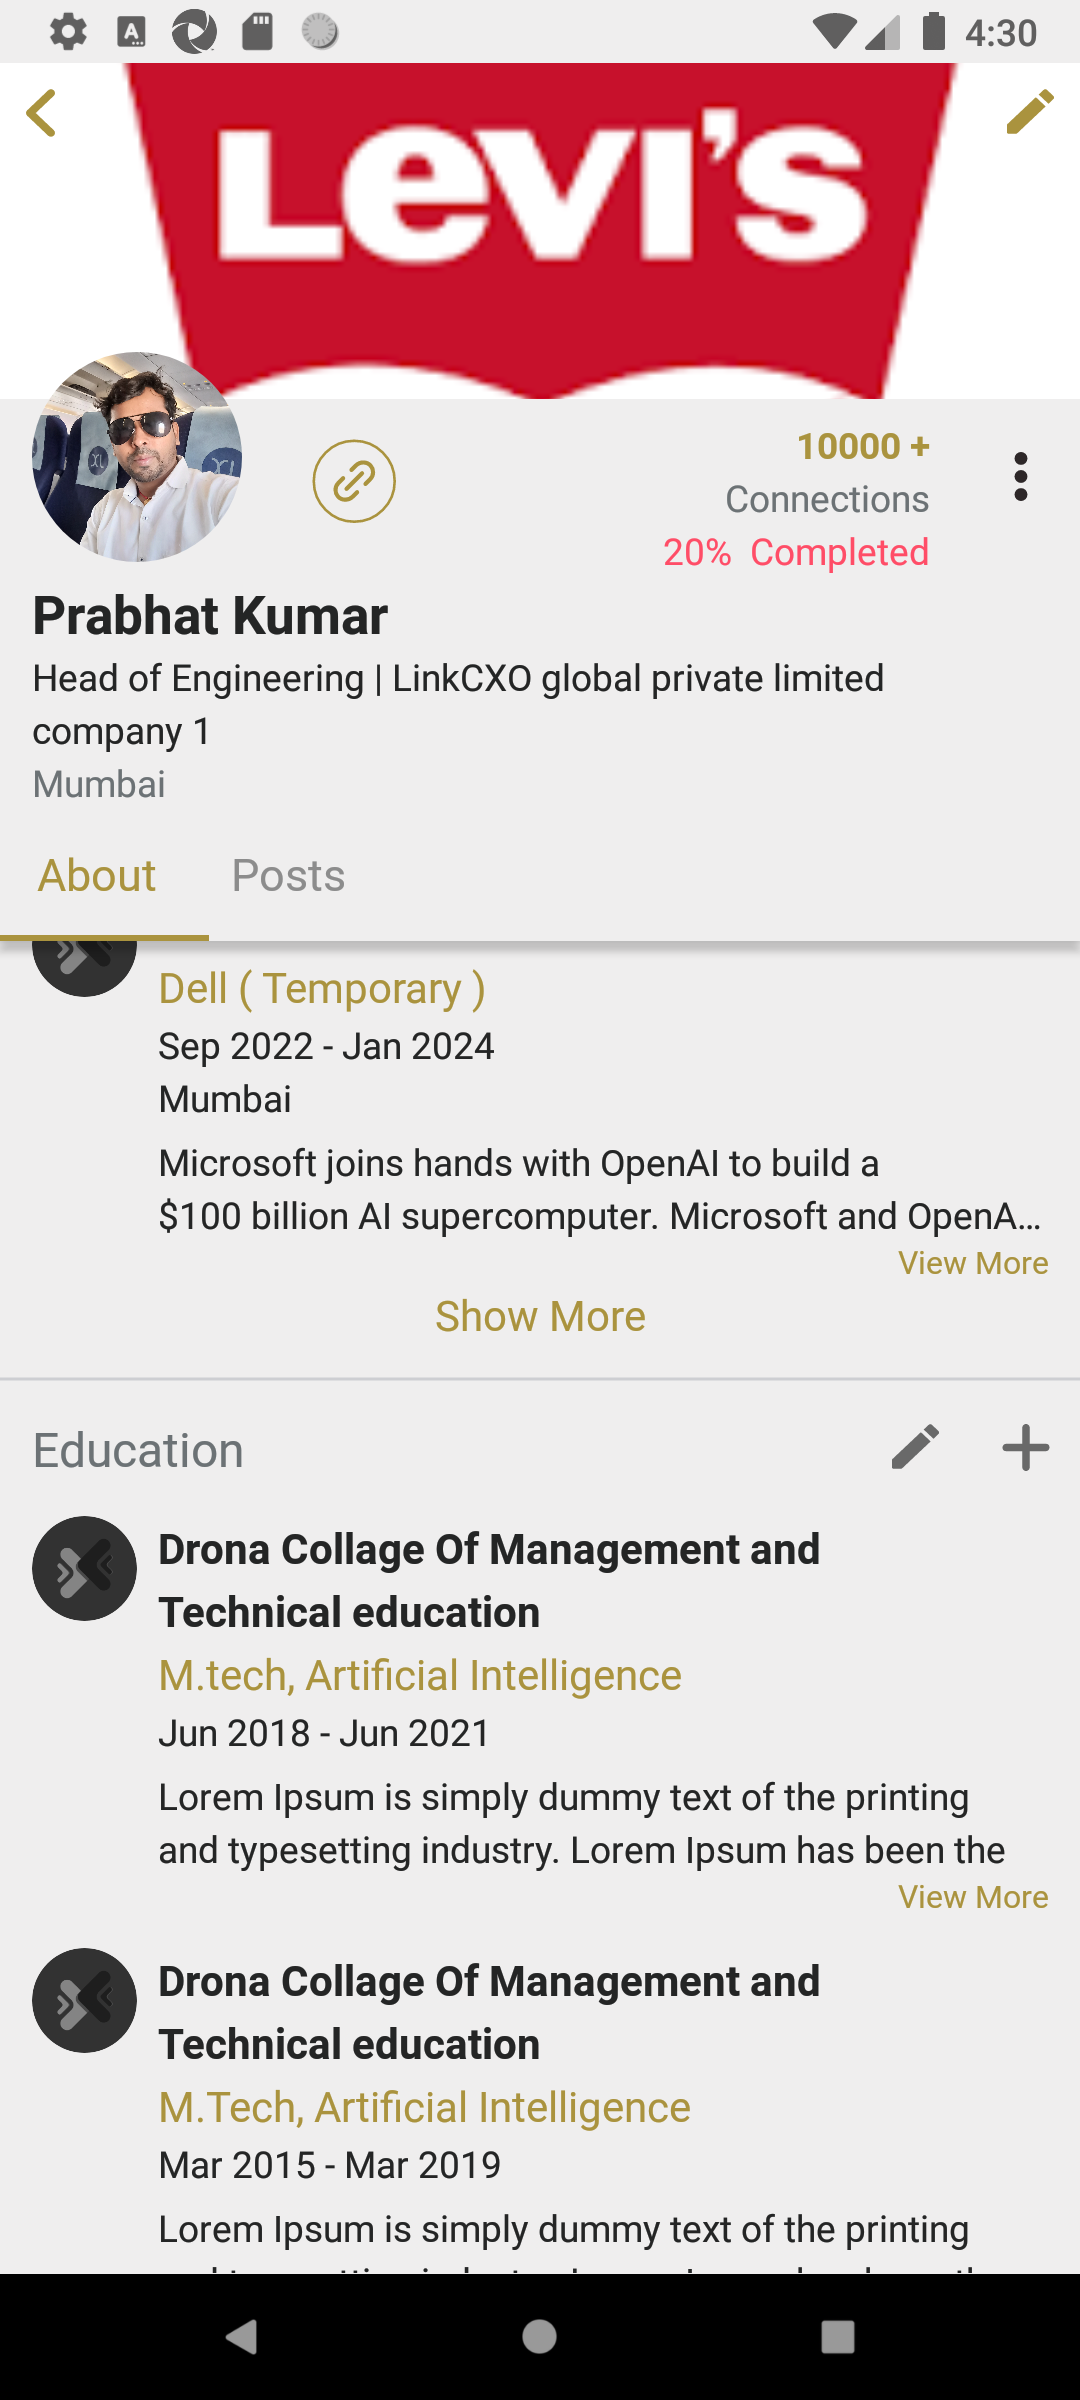 4:30
LEVI'S
10000 +
Connections
20% Completed
Prabhat Kumar
Head of Engineering | LinkCXO global private limited
company 1
Mumbai
About
Posts
Dell ( Temporary )
Sep 2022 - Jan 2024
Mumbai
Microsoft joins hands with OpenAI to build a
$100 billion AI supercomputer. Microsoft and OpenA...
View More
Show More
Education
Drona Collage Of Management and
Technical education
M.tech, Artificial Intelligence
Jun 2018 - Jun 2021
Lorem Ipsum is simply dummy text of the printing
and typesetting industry. Lorem Ipsum has been the
View More
Drona Collage Of Management and
Technical education
M.Tech, Artificial Intelligence
Mar 2015 - Mar 2019
Lorem Ipsum is simply dummy text of the printing